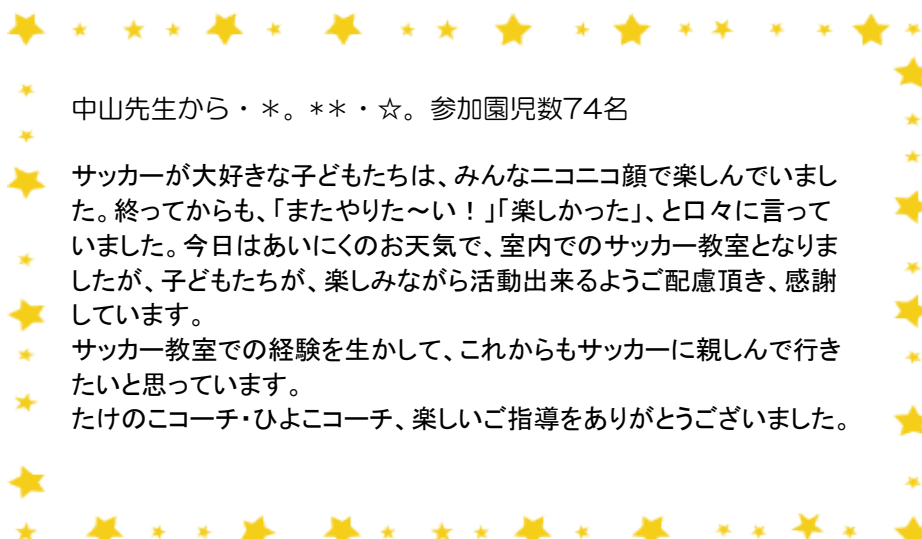 中山先生から・＊。＊＊・☆。参加園児数74名
サッカーが大好きな子どもたちは、みんなニコニコ顔で楽しんでいまし
た。終ってからも、「またやりた～い！」「楽しかった」、と口々に言って
いました。今日はあいにくのお天気で、室内でのサッカー教室となりま
したが、子どもたちが、楽しみながら活動出来るようご配慮頂き、感謝
しています。
サッカー教室での経験を生かして、これからもサッカーに親しんで行き
たいと思っています。
たけのこコーチ・ひよこコーチ、楽しいご指導をありがとうございました。